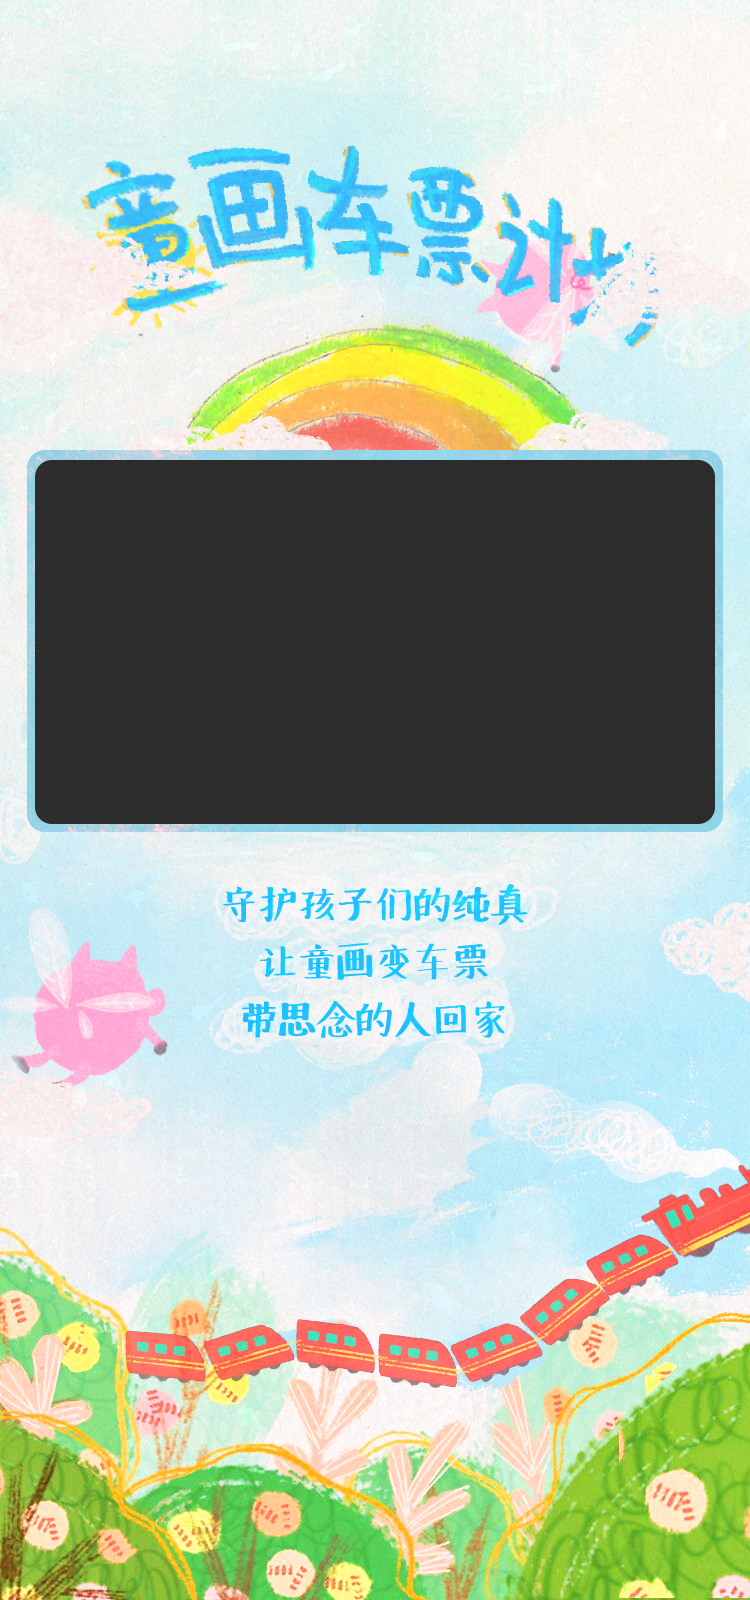 童画车票计
守护孩子们的纯真
让童画变车票
带思念的人回家